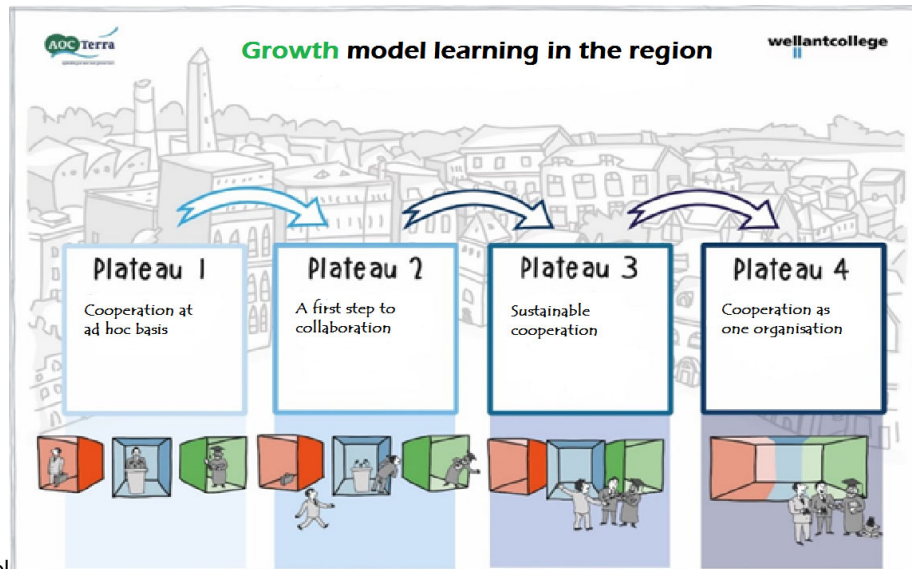 AOC Terra
Growth model learning in the region
wellantcollege
Plateau 1
Cooperation at
ad hoc basis
Plateau 2
A first step to
collaboration
Plateau 3
Sustainable
cooperation
Plateau 4
Cooperation as
one organisation